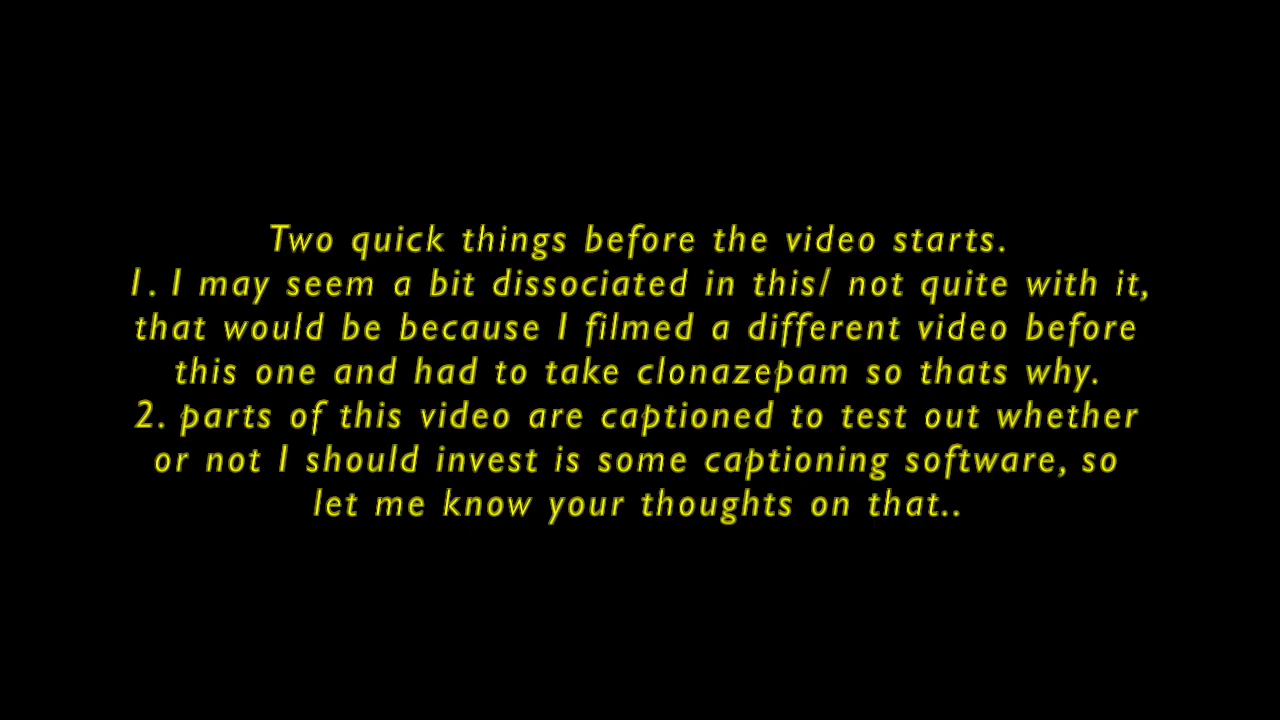 Two quick things before the video starts.
1. I may seem a bit dissociated in this/ not quite with it,
that would be because I filmed a different video before
this one and had to take clonazepam so thats why.
2. parts of this video are captioned to test out whether
or not I should invest is some captioning software, so
let me know your thoughts on that..